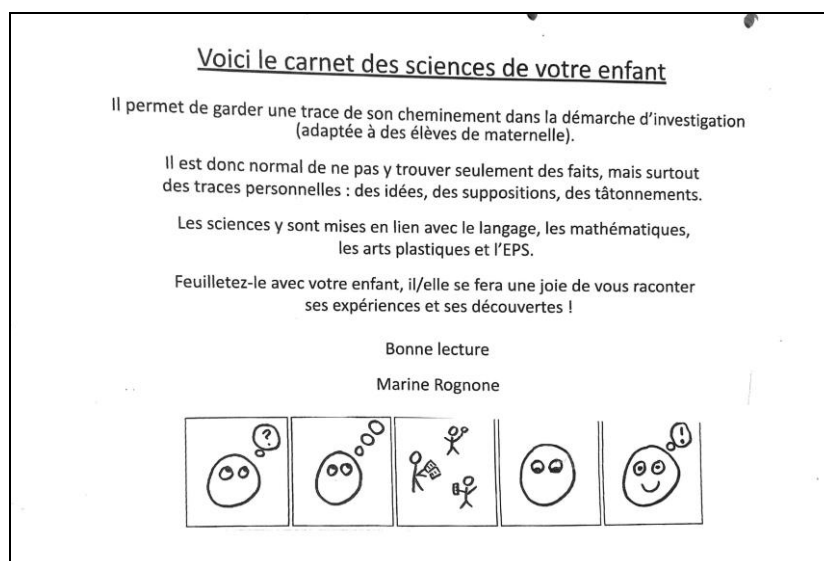 Voici le carnet des sciences de votre enfant
Il permet de garder une trace de son cheminement dans la démarche d'investigation
(adaptée à des élèves de maternelle).
Il est donc normal de ne pas y trouver seulement des faits, mais surtout
des traces personnelles : des idées, des suppositions, des tâtonnements.
Les sciences y sont mises en lien avec le langage, les mathématiques,
les arts plastiques et l'EPS.
Feuilletez-le avec votre enfant, il/elle se fera une joie de vous raconter
ses expériences et ses découvertes !
Bonne lecture
Marine Rognone
? !